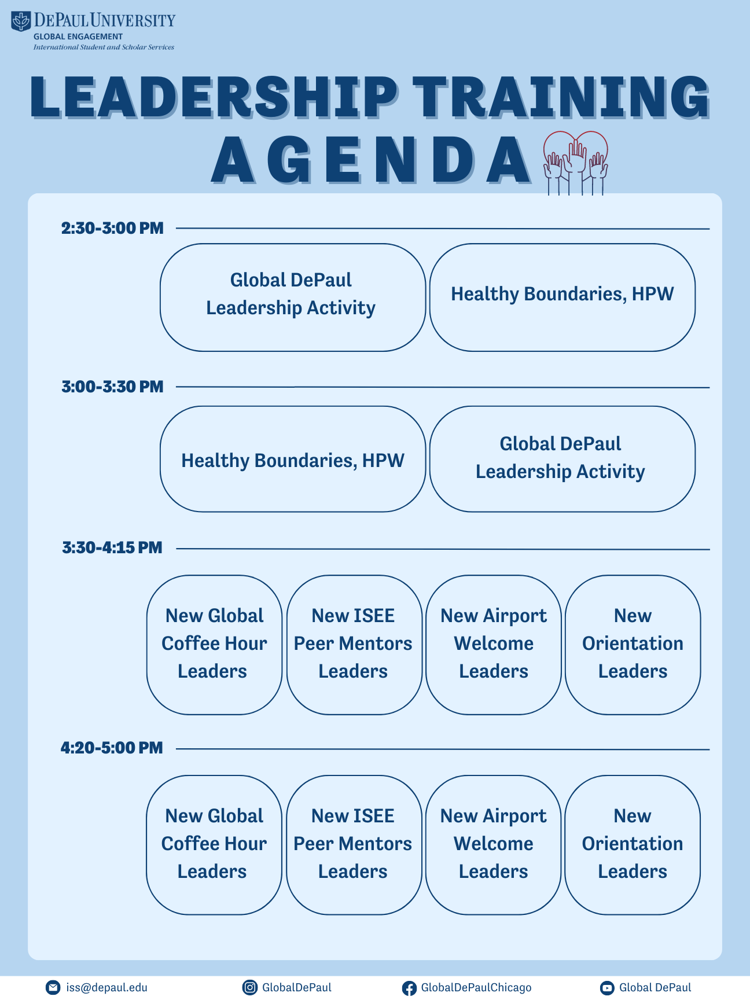 DePaul University
GLOBAL ENGAGEMENT
International Student and Scholar Services
LEADERSHIP TRAINING
AGENDA
2:30-3:00 PM
Global DePaul
Leadership Activity
Healthy Boundaries, HPW
3:00-3:30 PM
Healthy Boundaries, HPW
Global DePaul
Leadership Activity
3:30-4:15 PM
New Global
Coffee Hour
Leaders
New ISEE
Peer Mentors
Leaders
New Airport
Welcome
Leaders
New
Orientation
Leaders
4:20-5:00 PM
New Global
Coffee Hour
Leaders
New ISEE
Peer Mentors
Leaders
New Airport
Welcome
Leaders
New
Orientation
Leaders
iss@depaul.edu
GlobalDePaul
GlobalDePaulChicago
Global DePaul